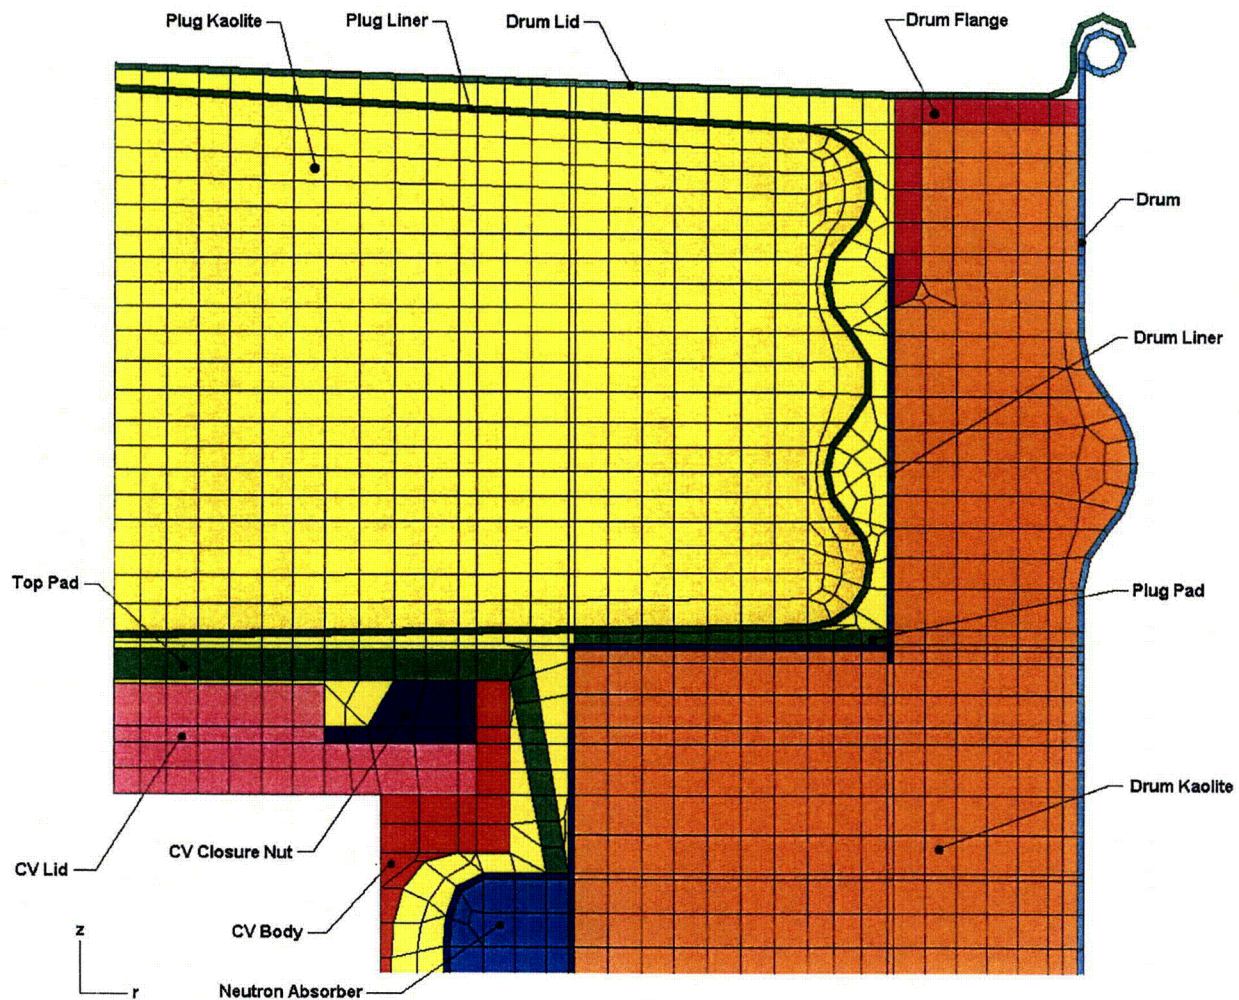 Plug Kaolite
Plug Liner
Drum Lid
Drum Flange
Drum
Drum Liner
Top Pad
Plug Pad
Drum Kaolite
CV Closure Nut
CV Lid
CV Body
z
r
Neutron Absorber